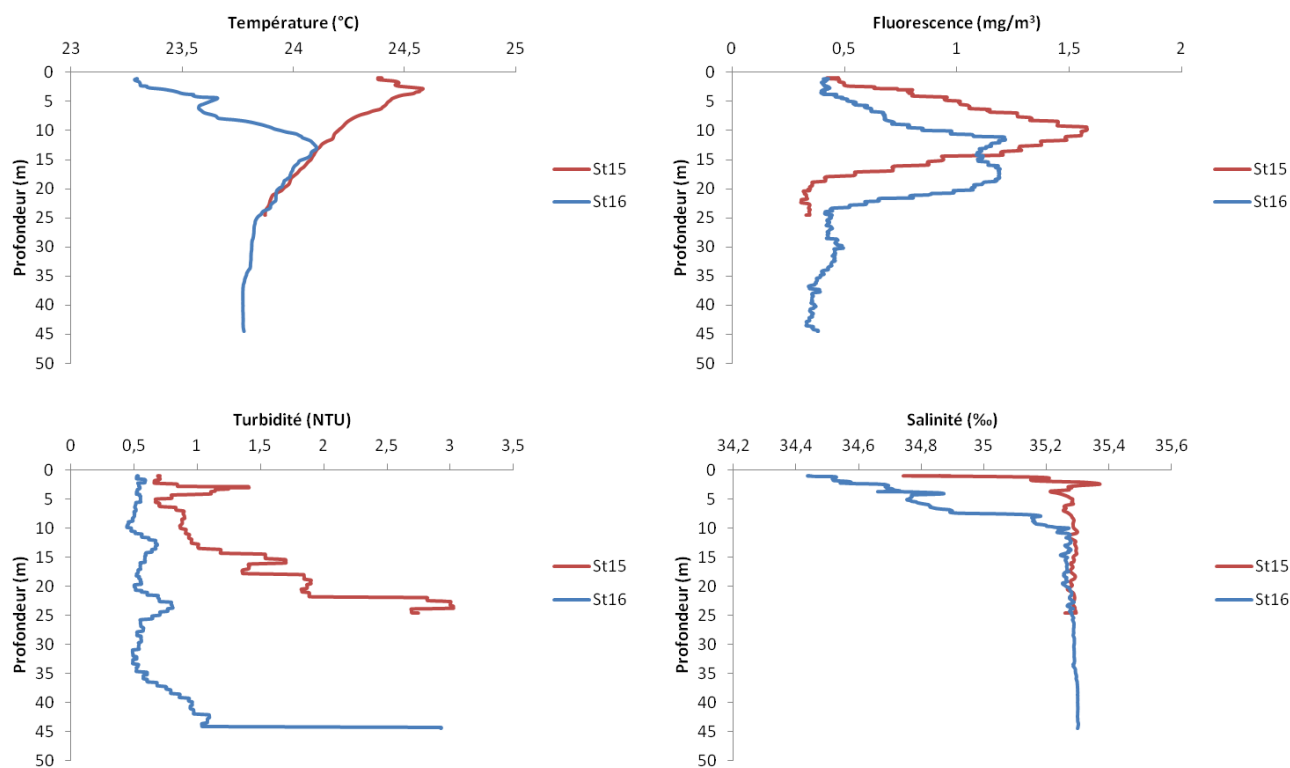 Température (°C)
23 23,5 24 24,5 25
0
5
10
15
20
25
30
35
40
45
50
Profondeur (m)
St15
St16
Fluorescence (mg/m³)
0 0,5 1 1,5 2
0
5
10
15
20
25
30
35
40
45
50
Profondeur (m)
St15
St16
Turbidité (NTU)
0 0,5 1 1,5 2 2,5 3 3,5
0
5
10
15
20
25
30
35
40
45
50
Profondeur (m)
St15
St16
Salinité (‰)
34,2 34,4 34,6 34,8 35 35,2 35,4 35,6
0
5
10
15
20
25
30
35
40
45
50
Profondeur (m)
St15
St16